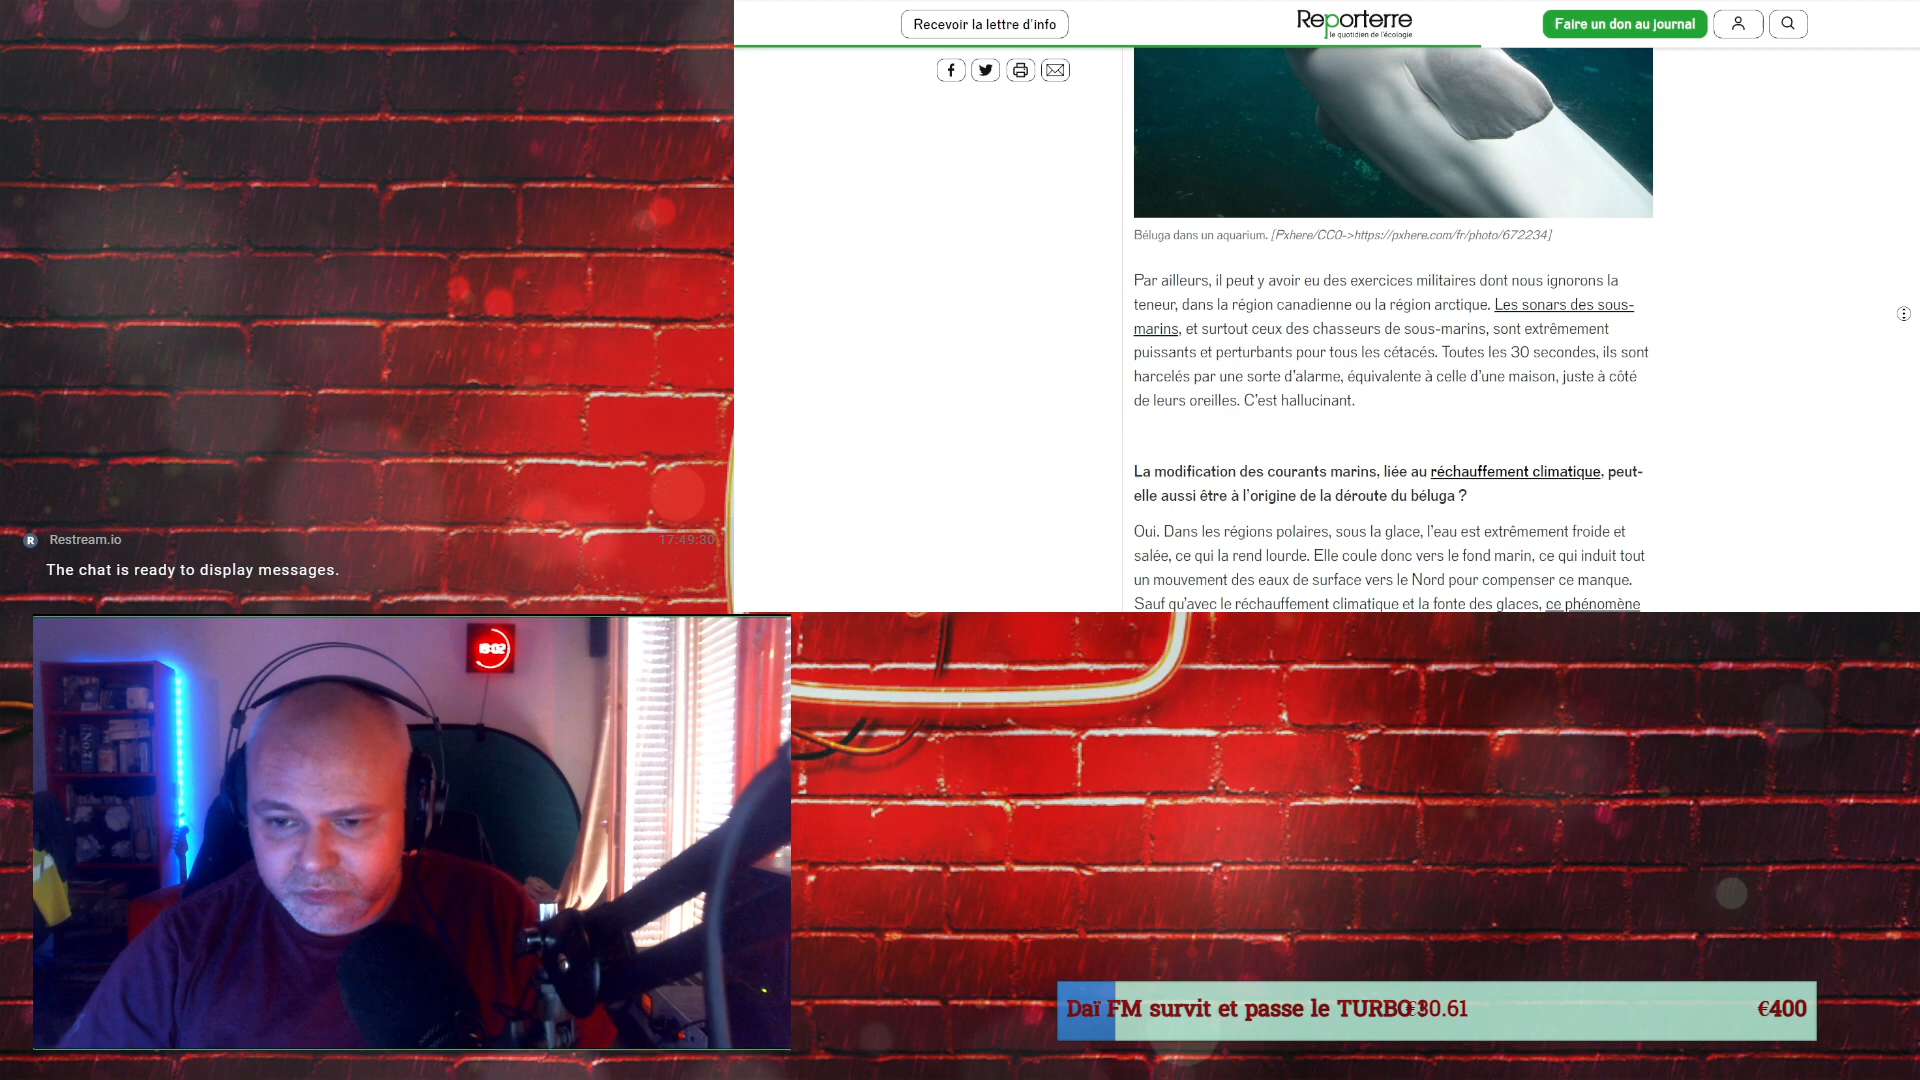 Recevoir la lettre d'info
Reporterre
le quotidien de l'écologie
Faire un don au journal
Béluga dans un aquarium. [Pxhere/CC0->https://pxhere.com/fr/photo/672234]
Par ailleurs, il peut y avoir eu des exercices militaires dont nous ignorons la
teneur, dans la région canadienne ou la région arctique. Les sonars des sous-
marins, et surtout ceux des chasseurs de sous-marins, sont extrêmement
puissants et perturbants pour tous les cétacés. Toutes les 30 secondes, ils sont
harcelés par une sorte d'alarme, équivalente à celle d'une maison, juste à côté
de leurs oreilles. C'est hallucinant.
La modification des courants marins, liée au réchauffement climatique, peut-
elle aussi être à l'origine de la déroute du béluga ?
Oui. Dans les régions polaires, sous la glace, l'eau est extrêmement froide et
salée, ce qui la rend lourde. Elle coule donc vers le fond marin, ce qui induit tout
un mouvement des eaux de surface vers le Nord pour compenser ce manque.
Sauf qu'avec le réchauffement climatique et la fonte des glaces, ce phénomène
R Restream.io 17:49:30
The chat is ready to display messages.
18:02
Daï FM survit et passe le TURBO ! €30.61 €400